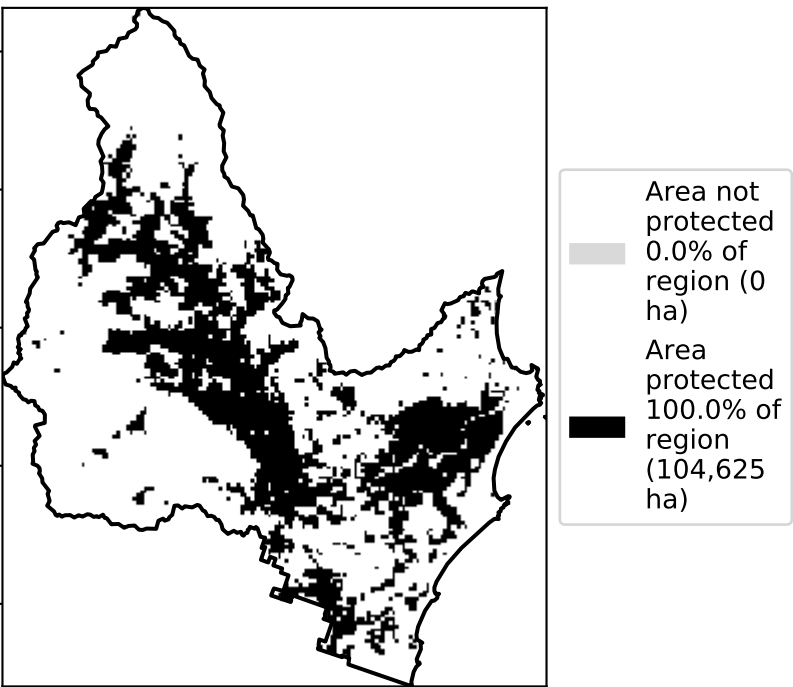 Area not
protected
0.0% of
region (0
ha)
Area
protected
100.0% of
region
(104,625
ha)